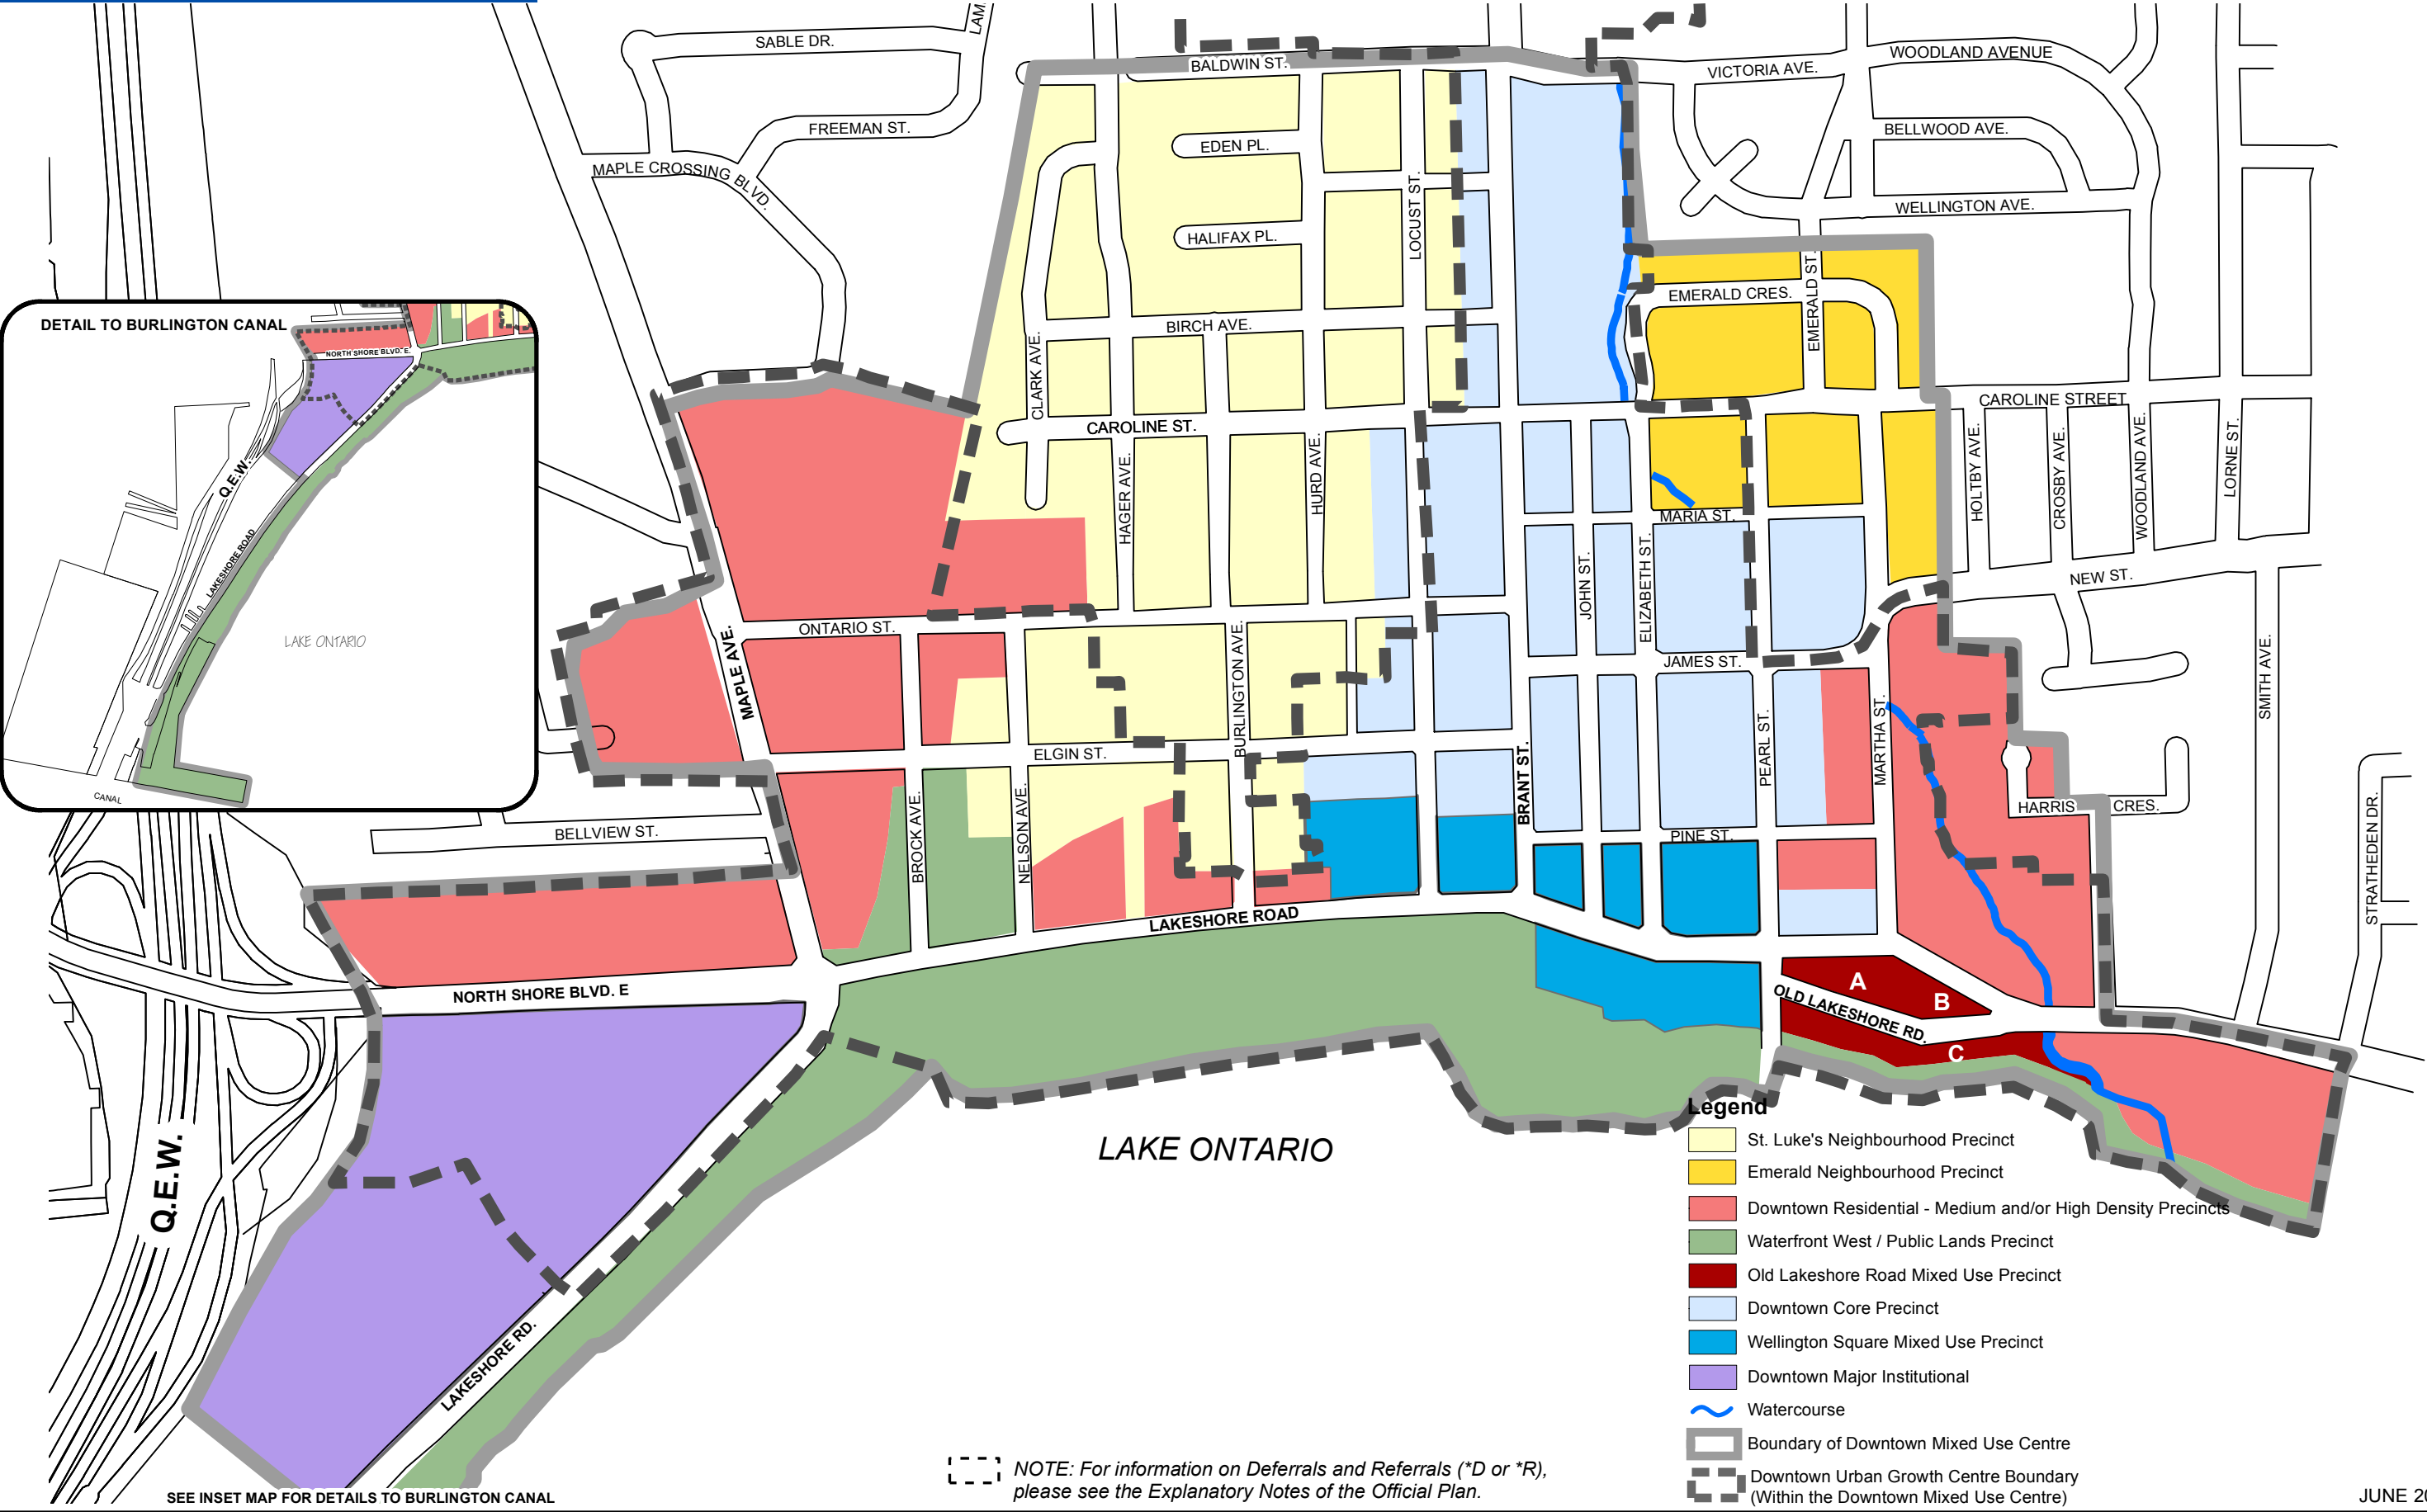 SABLE DR.
BALDWIN ST.
VICTORIA AVE.
WOODLAND AVENUE
FREEMAN ST.
EDEN PL.
BELLWOOD AVE.
MAPLE CROSSING BLVD.
LOCUST ST.
HALIFAX PL.
WELLINGTON AVE.
EMERALD ST.
EMERALD CRES.
BIRCH AVE.
CLARK AVE.
CAROLINE ST.
CAROLINE STREET
HAGER AVE.
HURD AVE.
HOLTBY AVE.
CROSBY AVE.
WOODLAND AVE.
LORNE ST.
MARIA ST.
JOHN ST.
ELIZABETH ST.
NEW ST.
ONTARIO ST.
MAPLE AVE.
BURLINGTON AVE.
JAMES ST.
SMITH AVE.
ELGIN ST.
BRANT ST.
PEARL ST.
MARTHA ST.
HARRIS CRES.
STRATHEDEN DR.
BELLVIEW ST.
BROCK AVE.
NELSON AVE.
PINE ST.
LAKESHORE ROAD
NORTH SHORE BLVD. E
OLD LAKESHORE RD.
A
B
C
Q.E.W.
LAKESHORE RD.
LAKE ONTARIO
DETAIL TO BURLINGTON CANAL
NORTH SHORE BLVD. E.
Q.E.W.
LAKESHORE ROAD
LAKE ONTARIO
CANAL
Legend
St. Luke's Neighbourhood Precinct
Emerald Neighbourhood Precinct
Downtown Residential - Medium and/or High Density Precincts
Waterfront West / Public Lands Precinct
Old Lakeshore Road Mixed Use Precinct
Downtown Core Precinct
Wellington Square Mixed Use Precinct
Downtown Major Institutional
Watercourse
Boundary of Downtown Mixed Use Centre
Downtown Urban Growth Centre Boundary
(Within the Downtown Mixed Use Centre)
NOTE: For information on Deferrals and Referrals (*D or *R),
please see the Explanatory Notes of the Official Plan.
SEE INSET MAP FOR DETAILS TO BURLINGTON CANAL
JUNE